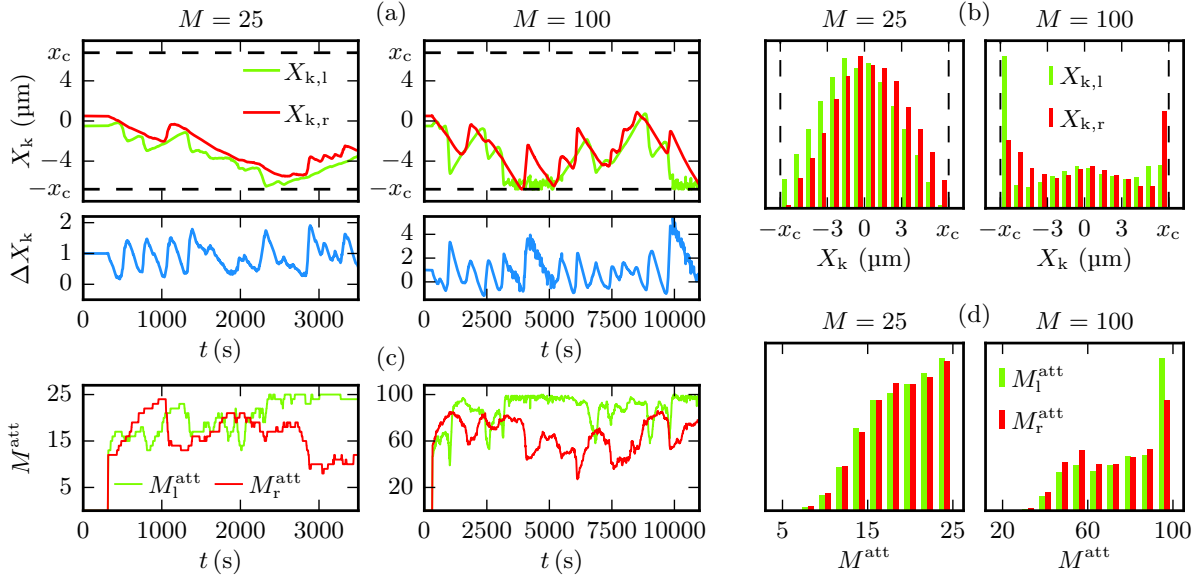 (a)
M = 25
M = 100
x_c
4
0
−4
−x_c
X_k (μm)
X_k,l
X_k,r
x_c
4
0
−4
−x_c
2
1
0
ΔX_k
4
2
0
0 1000 2000 3000
t (s)
0 2500 5000 7500 10000
t (s)
(b)
M = 25
M = 100
X_k,l
X_k,r
−x_c −3 0 3 x_c
X_k (μm)
−x_c −3 0 3 x_c
X_k (μm)
(c)
25
15
5
M^att
M_l^att M_r^att
100
60
20
0 1000 2000 3000
t (s)
0 2500 5000 7500 10000
t (s)
(d)
M = 25
M = 100
M_l^att
M_r^att
5 15 25
M^att
20 60 100
M^att